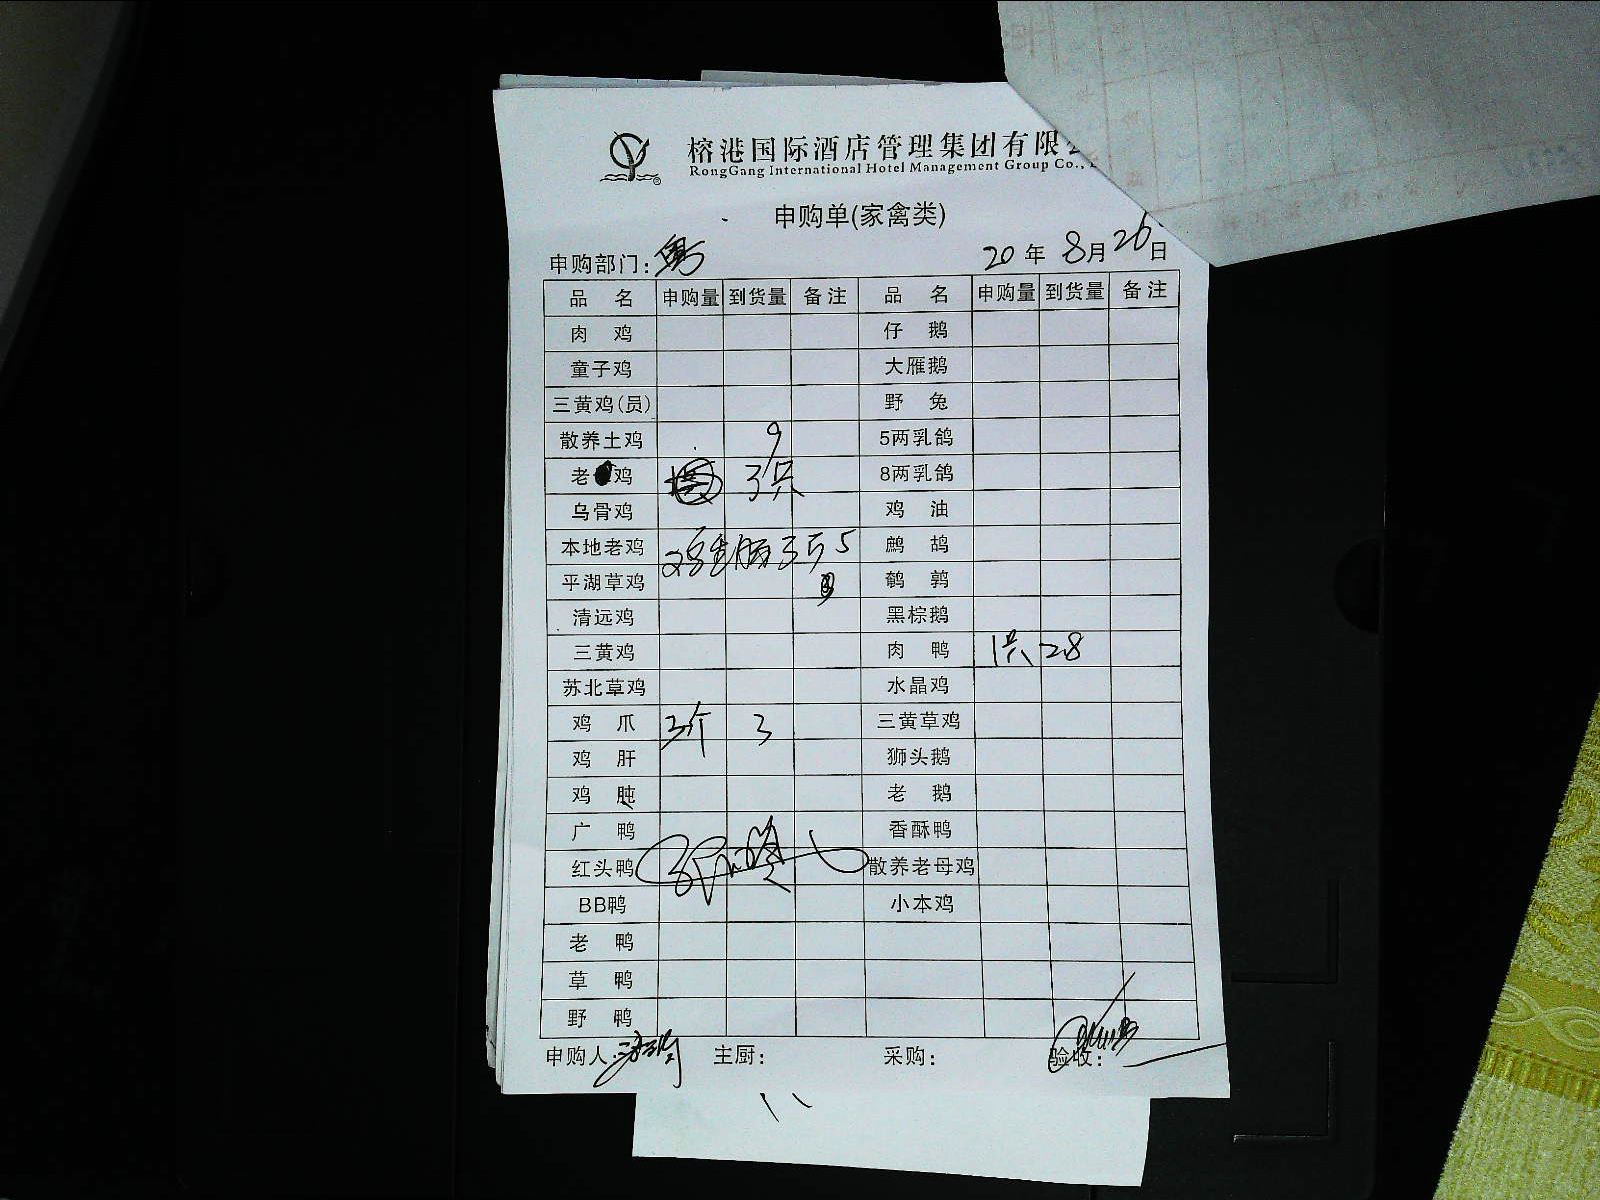 榕港国际酒店管理集团有限
RongGang International Hotel Management Group Co.,
申购单(家禽类)
申购部门: 20 年 8月 26日
品 名 申购量 到货量 备注 品 名 申购量 到货量 备注
肉 鸡 仔 鹅
童子鸡 大雁鹅
三黄鸡(员) 野 兔
散养土鸡 9 5两乳鸽
老 鸡 3只 8两乳鸽
乌骨鸡 鸡 油
本地老鸡 5 鹧 鸪
平湖草鸡 鹌 鹑
清远鸡 黑棕鹅
三黄鸡 肉 鸭 1只 28
苏北草鸡 水晶鸡
鸡 爪 3个 3 三黄草鸡
鸡 肝 狮头鹅
鸡 肫 老 鹅
广 鸭 香酥鸭
红头鸭 散养老母鸡
BB鸭 小本鸡
老 鸭
草 鸭
野 鸭
申购人: 主厨: 采购: 验收: